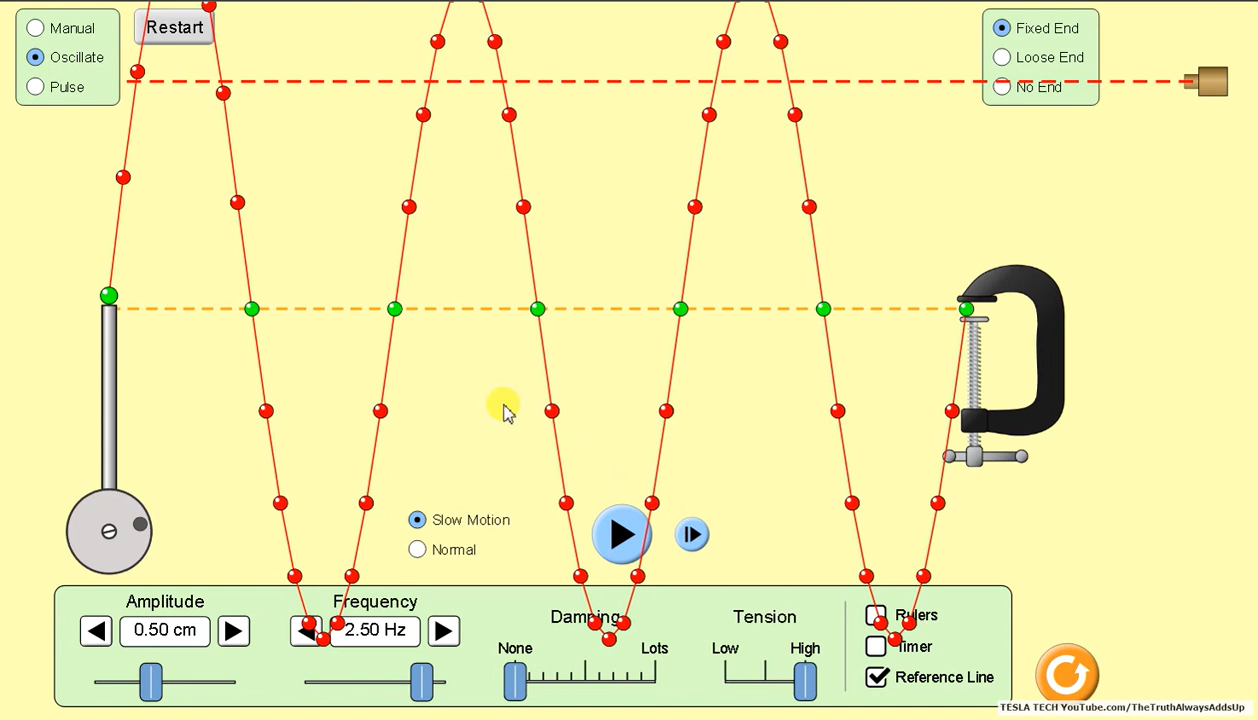 Manual
Oscillate
Pulse
Restart
Fixed End
Loose End
No End
Slow Motion
Normal
Amplitude
0.50 cm
Frequency
2.50 Hz
Damping
None
Lots
Tension
Low
High
Rulers
Timer
Reference Line
TESLA TECH YouTube.com/TheTruthAlwaysAddsUp